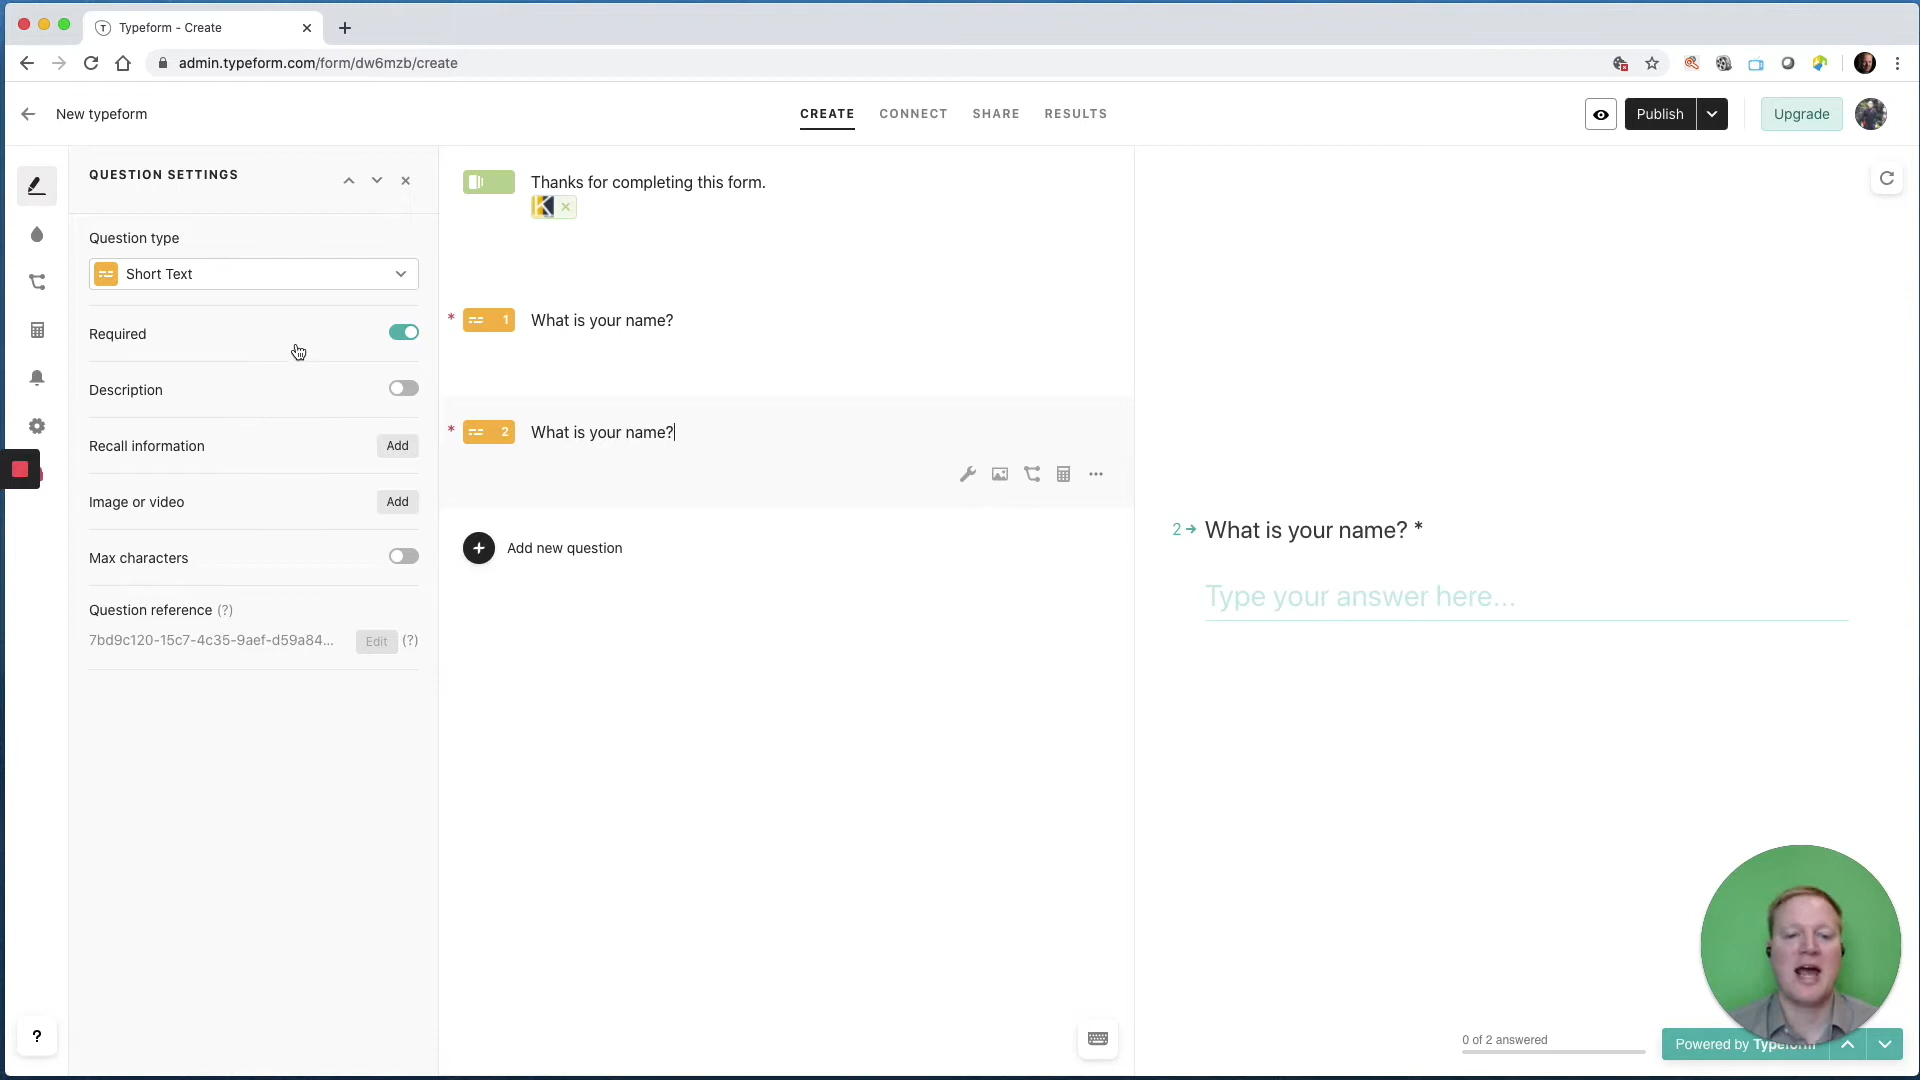 Typeform - Create
admin.typeform.com/form/dw6mzb/create
New typeform
CREATE
CONNECT
SHARE
RESULTS
Publish
Upgrade
QUESTION SETTINGS
Question type
Short Text
Required
Description
Recall information
Add
Image or video
Add
Max characters
Question reference (?)
7bd9c120-15c7-4c35-9aef-d59a84...
Edit
(?)
Thanks for completing this form.
* 1 What is your name?
* 2 What is your name?
Add new question
2 → What is your name? *
Type your answer here...
0 of 2 answered
Powered by Typeform
?